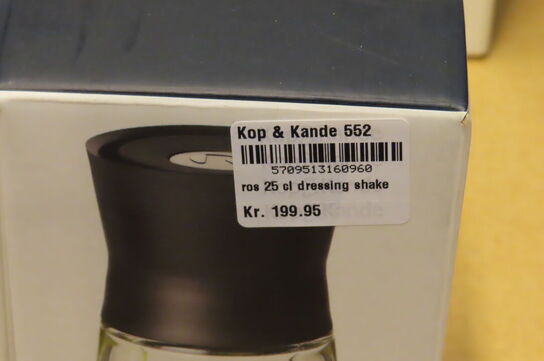 Kop & Kande 552
5709513160960
ros 25 cl dressing shake
Kr. 199.95